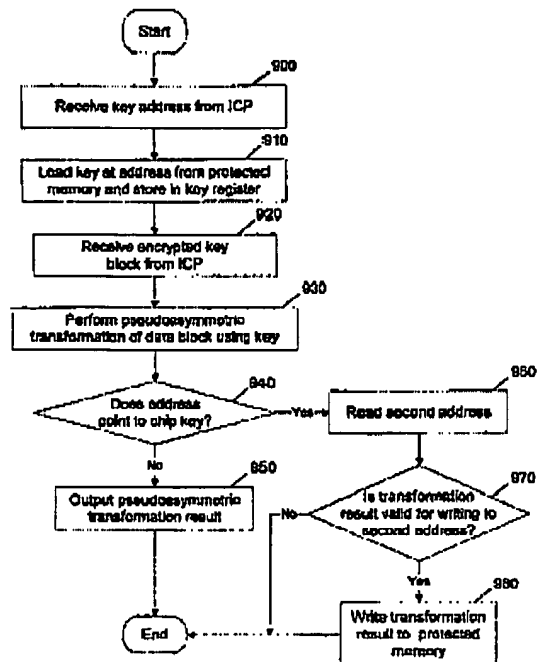 Start
900
Receive key address from ICP
910
Load key at address from protected
memory and store in key register
920
Receive encrypted key
block from ICP
930
Perform pseudosymmetric
transformation of data block using key
940
Does address
point to chip key?
Yes
960
Read second address
No
950
Output pseudoasymmetric
transformation result
970
Is transformation
result valid for writing to
second address?
No
Yes
980
Write transformation
result to protected
memory
End